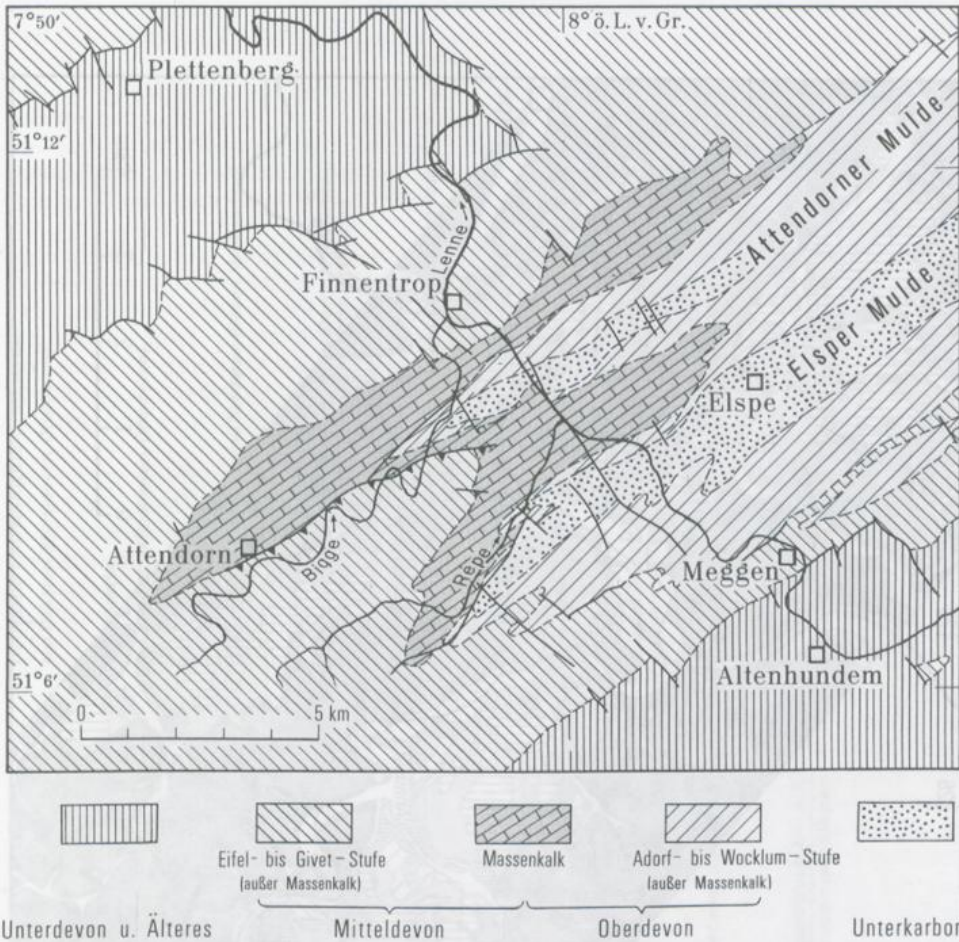 7°50′
8° ö. L. v. Gr.
Plettenberg
51°12′
Attendorner Mulde
Lenne
Finnentrop
Elsper Mulde
Elspe
Attendorn
Bigge
Repe
Meggen
51°6′
Altenhundem
0 5 km
Eifel- bis Givet-Stufe
(außer Massenkalk)
Massenkalk
Adorf- bis Wocklum-Stufe
(außer Massenkalk)
Unterdevon u. Älteres
Mitteldevon
Oberdevon
Unterkarbon